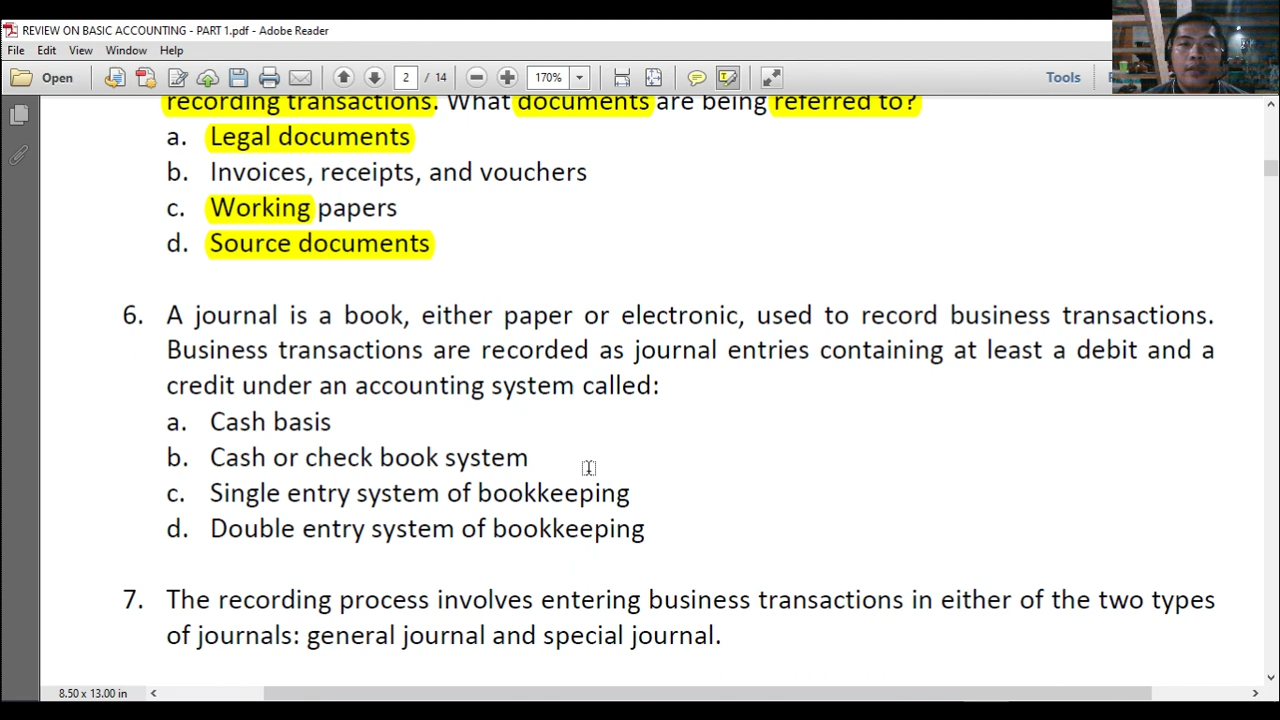 REVIEW ON BASIC ACCOUNTING - PART 1.pdf - Adobe Reader
File Edit View Window Help
Open 2 / 14 170% Tools
recording transactions. What documents are being referred to?
a. Legal documents
b. Invoices, receipts, and vouchers
c. Working papers
d. Source documents
6. A journal is a book, either paper or electronic, used to record business transactions.
Business transactions are recorded as journal entries containing at least a debit and a
credit under an accounting system called:
a. Cash basis
b. Cash or check book system
c. Single entry system of bookkeeping
d. Double entry system of bookkeeping
7. The recording process involves entering business transactions in either of the two types
of journals: general journal and special journal.
8.50 x 13.00 in